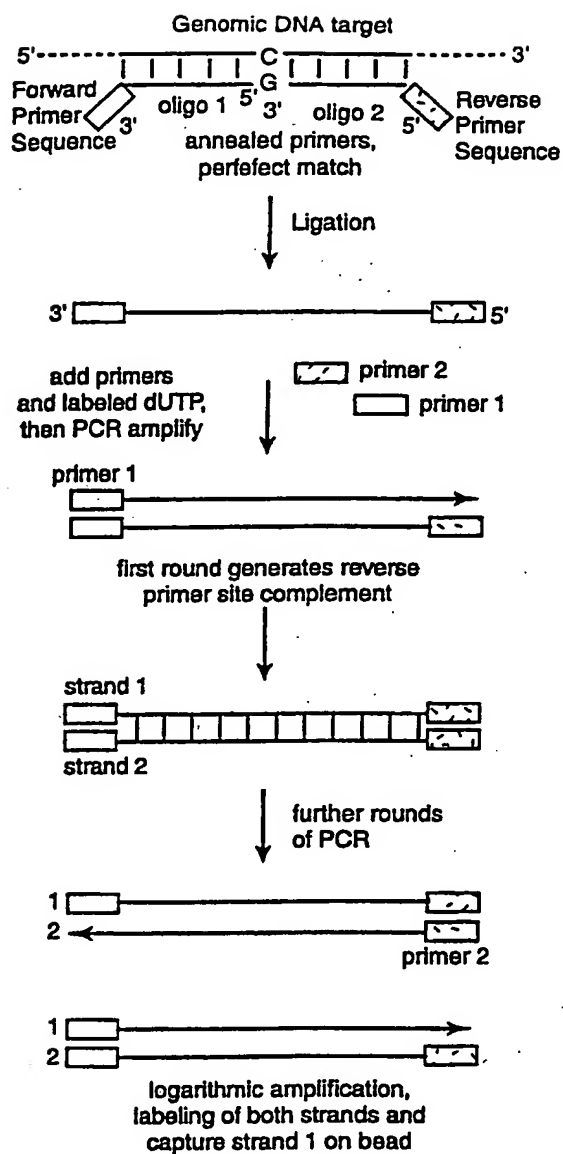 Genomic DNA target
5' C 3'
Forward
Primer
Sequence
3' oligo 1 5' G 3' oligo 2 5'
Reverse
Primer
Sequence
annealed primers,
perfefect match
Ligation
3' 5'
add primers
and labeled dUTP,
then PCR amplify
primer 2
primer 1
primer 1
first round generates reverse
primer site complement
strand 1
strand 2
further rounds
of PCR
1
2
primer 2
1
2
logarithmic amplification,
labeling of both strands and
capture strand 1 on bead